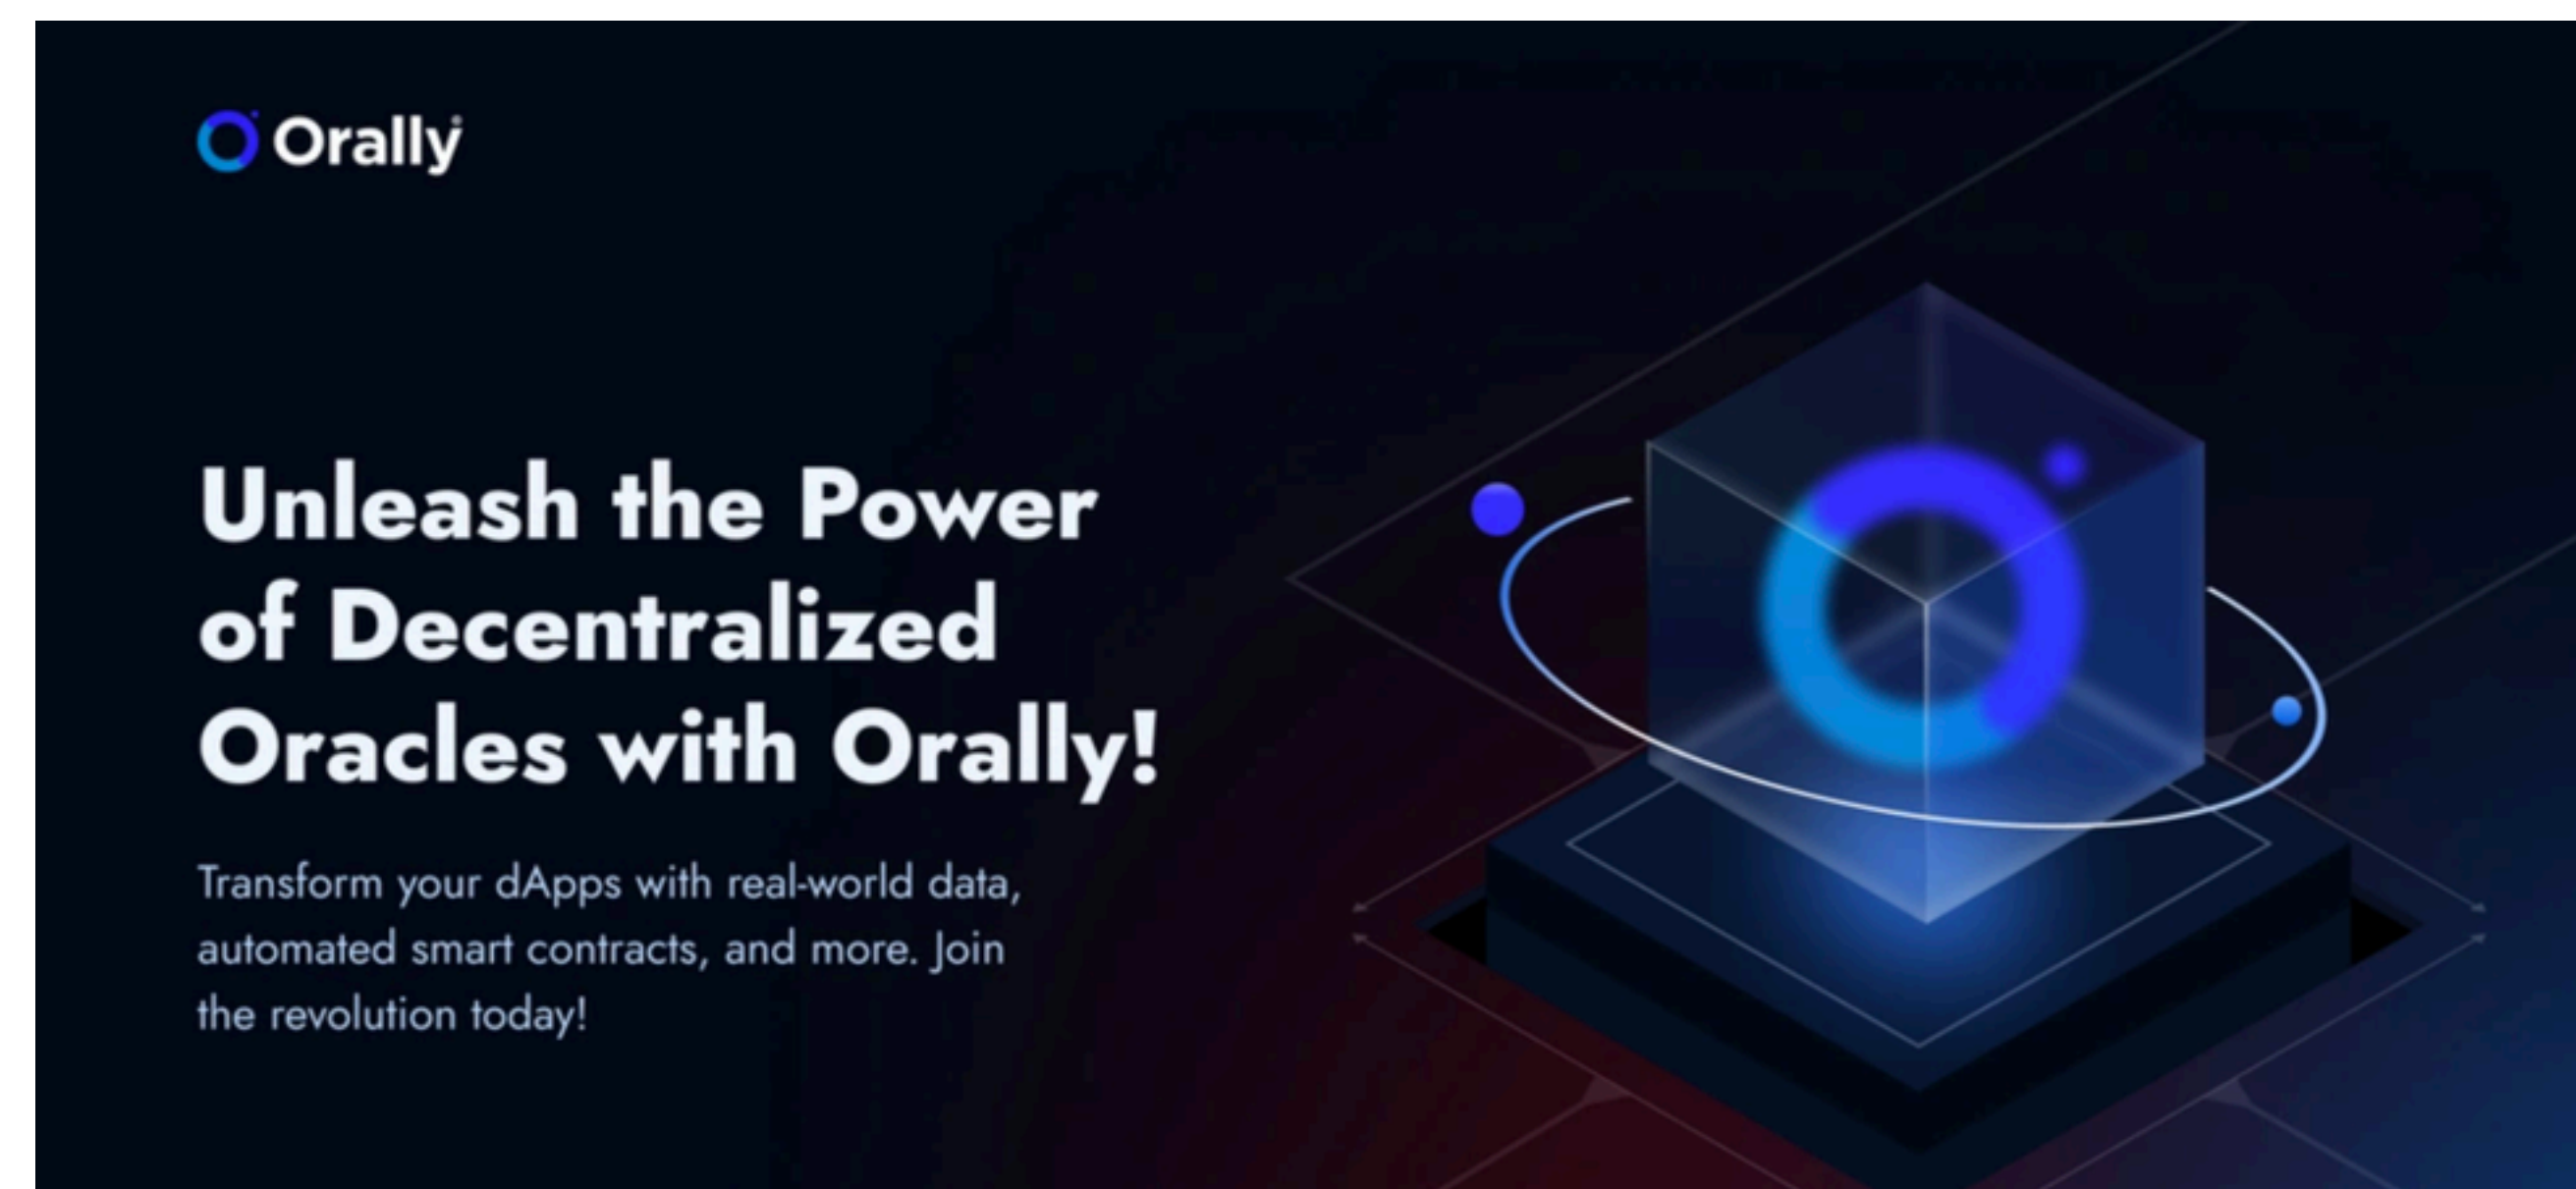 Orally
Unleash the Power
of Decentralized
Oracles with Orally!
Transform your dApps with real-world data,
automated smart contracts, and more. Join
the revolution today!